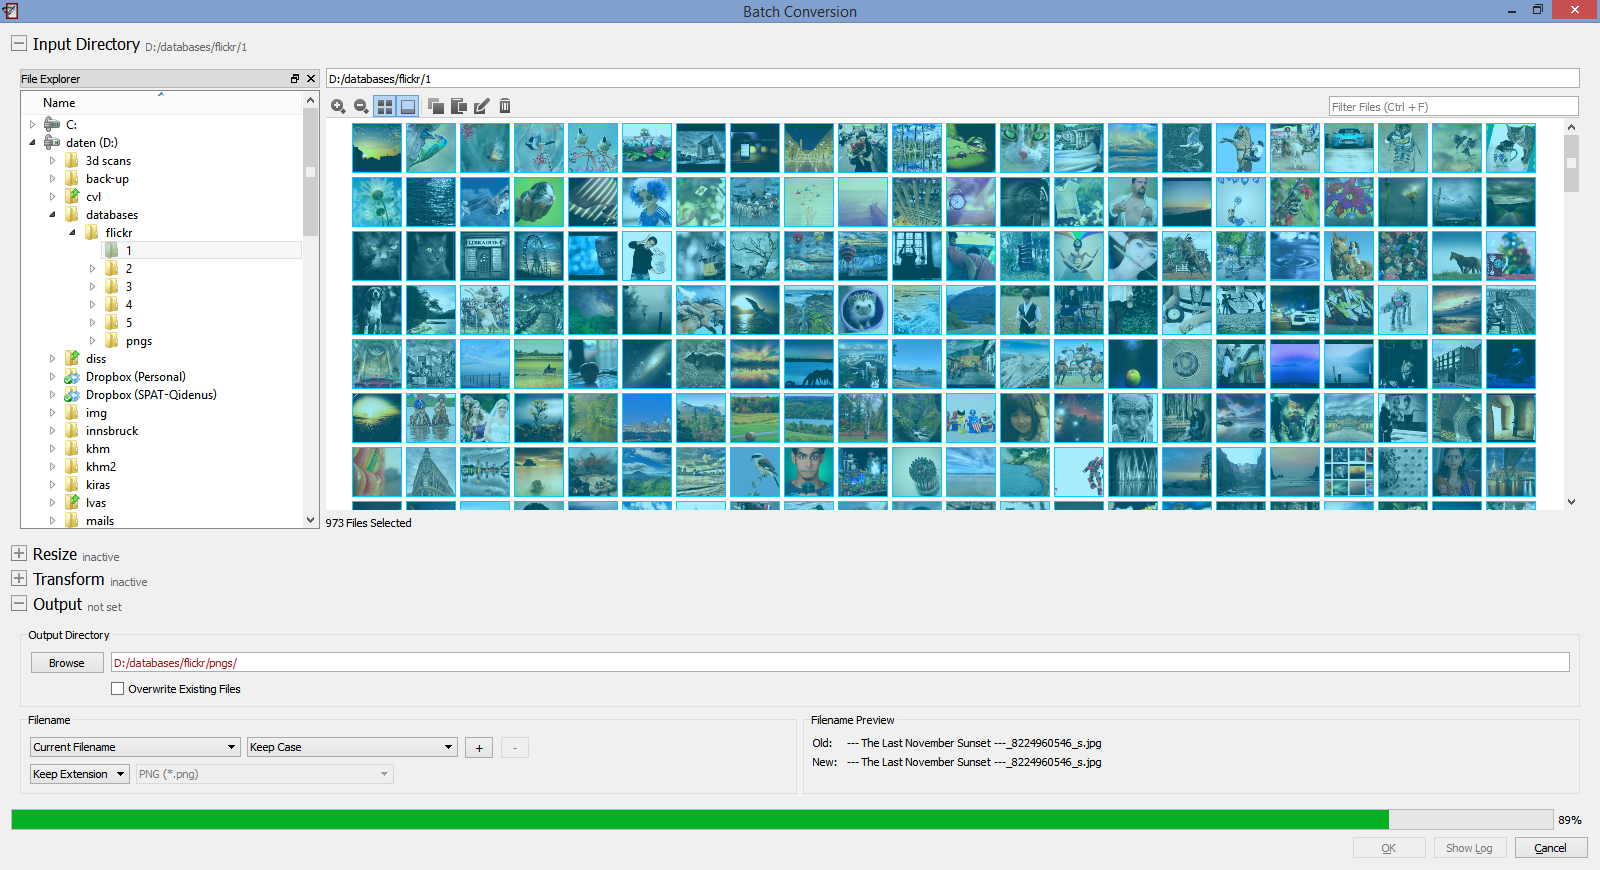 Batch Conversion
Input Directory D:/databases/flickr/1
File Explorer
D:/databases/flickr/1
Name
Filter Files (Ctrl + F)
C:
daten (D:)
3d scans
back-up
cvl
databases
flickr
1
2
3
4
5
pngs
diss
Dropbox (Personal)
Dropbox (SPAT-Qidenus)
img
innsbruck
khm
khm2
kiras
lvas
mails
973 Files Selected
Resize inactive
Transform inactive
Output not set
Output Directory
Browse
D:/databases/flickr/pngs/
Overwrite Existing Files
Filename
Current Filename
Keep Case
+
-
Keep Extension
PNG (*.png)
Filename Preview
Old: --- The Last November Sunset ---_8224960546_s.jpg
New: --- The Last November Sunset ---_8224960546_s.jpg
89%
OK
Show Log
Cancel